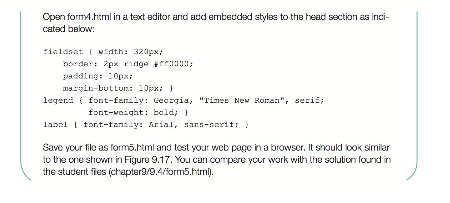 Open form4.html in a text editor and add embedded styles to the head section as indi-
cated below:
fieldset { width: 320px;
border: 2px ridge #ff0000;
padding: 10px;
margin-bottom: 10px; }
legend { font-family: Georgia, "Times New Roman", serif;
font-weight: bold; }
label { font-family: Arial, sans-serif; }
Save your file as form5.html and test your web page in a browser. It should look similar
to the one shown in Figure 9.17. You can compare your work with the solution found in
the student files (chapter9/9.4/form5.html).